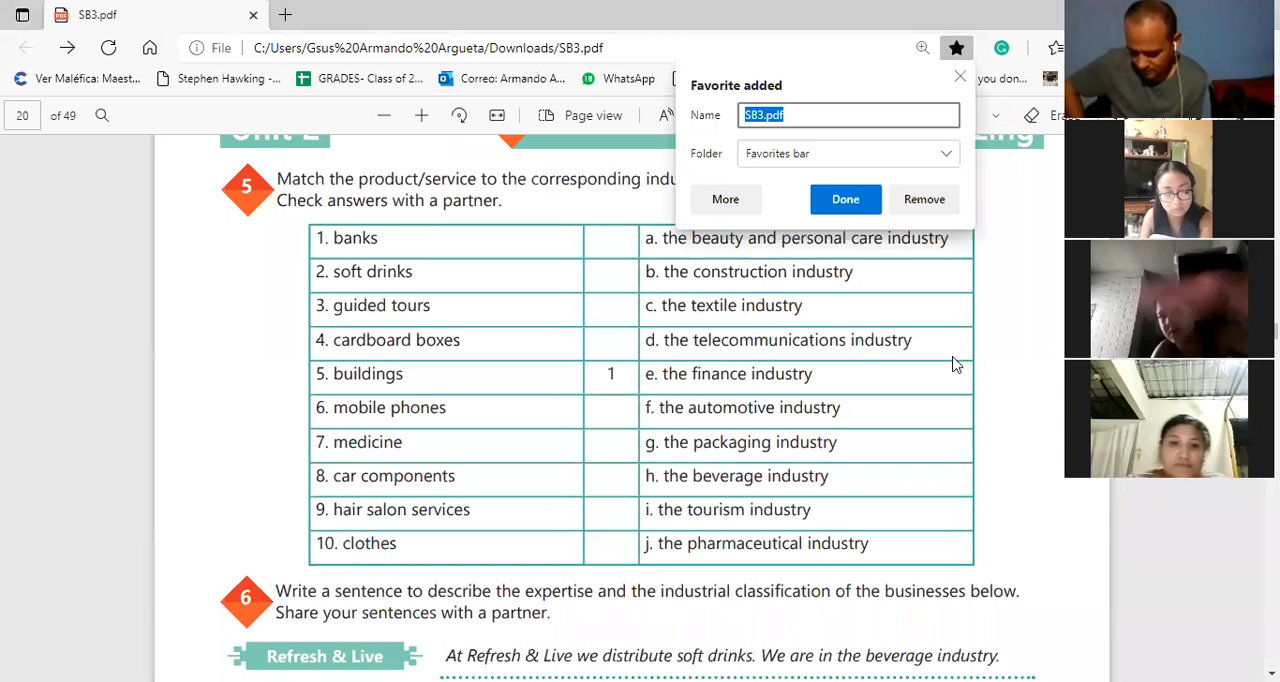 SB3.pdf
File
C:/Users/Gsus%20Armando%20Argueta/Downloads/SB3.pdf
Ver Maléfica: Maest...
Stephen Hawking -...
GRADES- Class of 2...
Correo: Armando A...
WhatsApp
you don...
20 of 49
Page view
Favorite added
Name SB3.pdf
Folder Favorites bar
More Done Remove
5 Match the product/service to the corresponding
Check answers with a partner.
1. banks a. the beauty and personal care industry
2. soft drinks b. the construction industry
3. guided tours c. the textile industry
4. cardboard boxes d. the telecommunications industry
5. buildings 1 e. the finance industry
6. mobile phones f. the automotive industry
7. medicine g. the packaging industry
8. car components h. the beverage industry
9. hair salon services i. the tourism industry
10. clothes j. the pharmaceutical industry
6 Write a sentence to describe the expertise and the industrial classification of the businesses below.
Share your sentences with a partner.
Refresh & Live At Refresh & Live we distribute soft drinks. We are in the beverage industry.